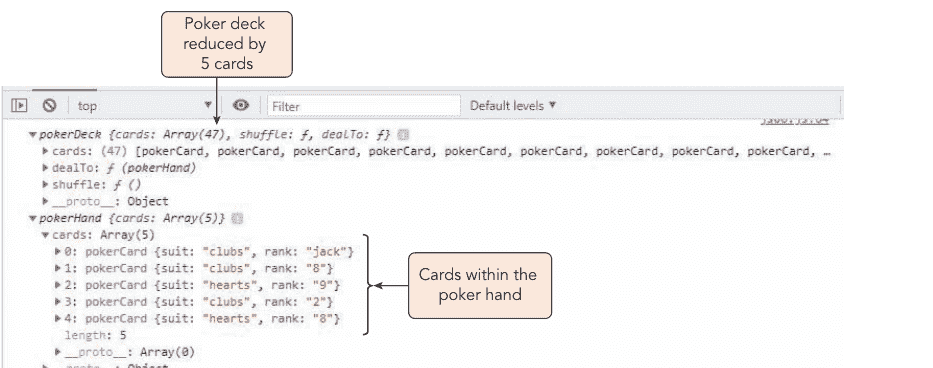 Poker deck
reduced by
5 cards
top
Filter
Default levels ▼
▼pokerDeck {cards: Array(47), shuffle: ƒ, dealTo: ƒ} i
▶cards: (47) [pokerCard, pokerCard, pokerCard, pokerCard, pokerCard, pokerCard, pokerCard, pokerCard, pokerCard, …
▶dealTo: ƒ (pokerHand)
▶shuffle: ƒ ()
▶__proto__: Object
▼pokerHand {cards: Array(5)} i
▼cards: Array(5)
▶0: pokerCard {suit: "clubs", rank: "jack"}
▶1: pokerCard {suit: "clubs", rank: "8"}
▶2: pokerCard {suit: "hearts", rank: "9"}
▶3: pokerCard {suit: "clubs", rank: "2"}
▶4: pokerCard {suit: "hearts", rank: "8"}
length: 5
▶__proto__: Array(0)
▶__proto__: Object
Cards within the
poker hand